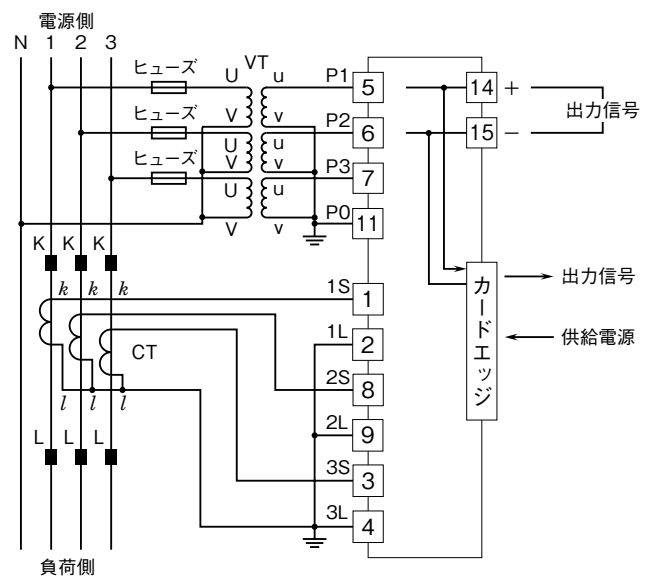 電源側
N 1 2 3
ヒューズ U VT u P1 5 14 +
V v 出力信号
ヒューズ U u P2 6 15 −
V v
ヒューズ U u P3 7
V v P0 11
K K K
k k k 1S 1 カードエッジ 出力信号
1L 2 供給電源
CT
l l l 2S 8
L L L 2L 9
3S 3
3L 4
負荷側